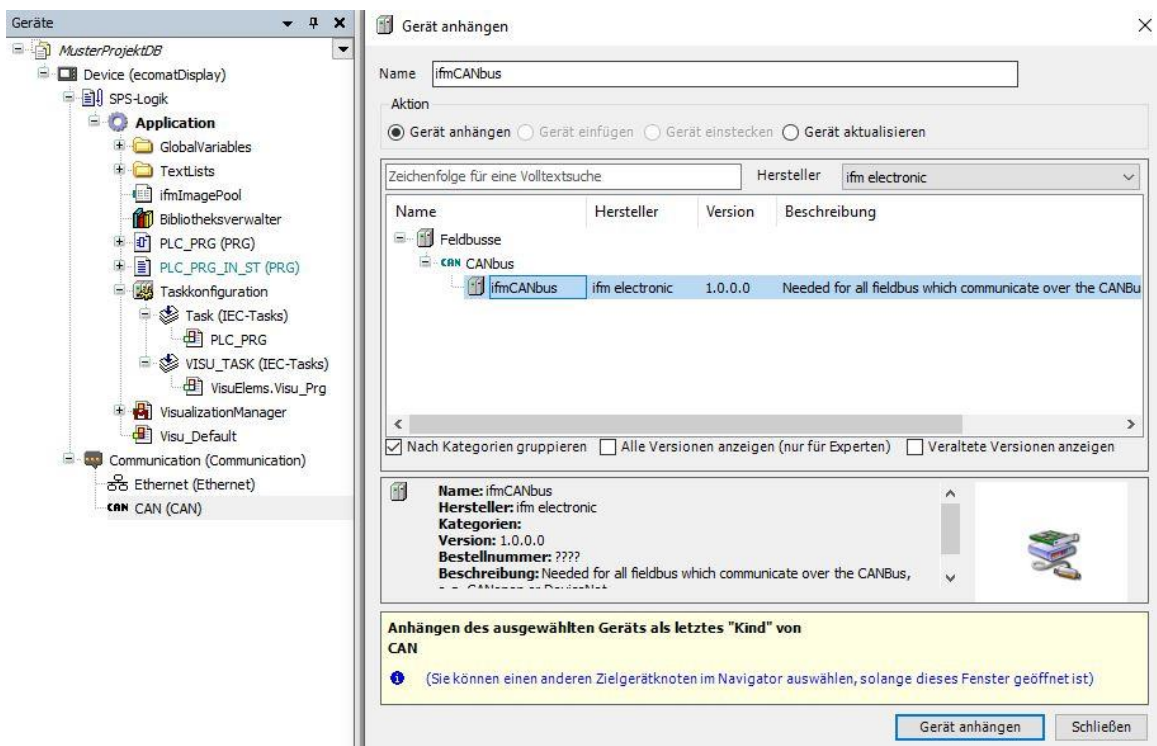 Geräte
MusterProjektDB
Device (ecomatDisplay)
SPS-Logik
Application
GlobalVariables
TextLists
ifmImagePool
Bibliotheksverwalter
PLC_PRG (PRG)
PLC_PRG_IN_ST (PRG)
Taskkonfiguration
Task (IEC-Tasks)
PLC_PRG
VISU_TASK (IEC-Tasks)
VisuElems.Visu_Prg
VisualizationManager
Visu_Default
Communication (Communication)
Ethernet (Ethernet)
CAN CAN (CAN)
Gerät anhängen
Name ifmCANbus
Aktion
Gerät anhängen Gerät einfügen Gerät einstecken Gerät aktualisieren
Zeichenfolge für eine Volltextsuche Hersteller ifm electronic
Name Hersteller Version Beschreibung
Feldbusse
CAN CANbus
ifmCANbus ifm electronic 1.0.0.0 Needed for all fieldbus which communicate over the CANBu
Nach Kategorien gruppieren Alle Versionen anzeigen (nur für Experten) Veraltete Versionen anzeigen
Name: ifmCANbus
Hersteller: ifm electronic
Kategorien:
Version: 1.0.0.0
Bestellnummer: ????
Beschreibung: Needed for all fieldbus which communicate over the CANBus,
Anhängen des ausgewählten Geräts als letztes "Kind" von
CAN
(Sie können einen anderen Zielgerätknoten im Navigator auswählen, solange dieses Fenster geöffnet ist)
Gerät anhängen Schließen